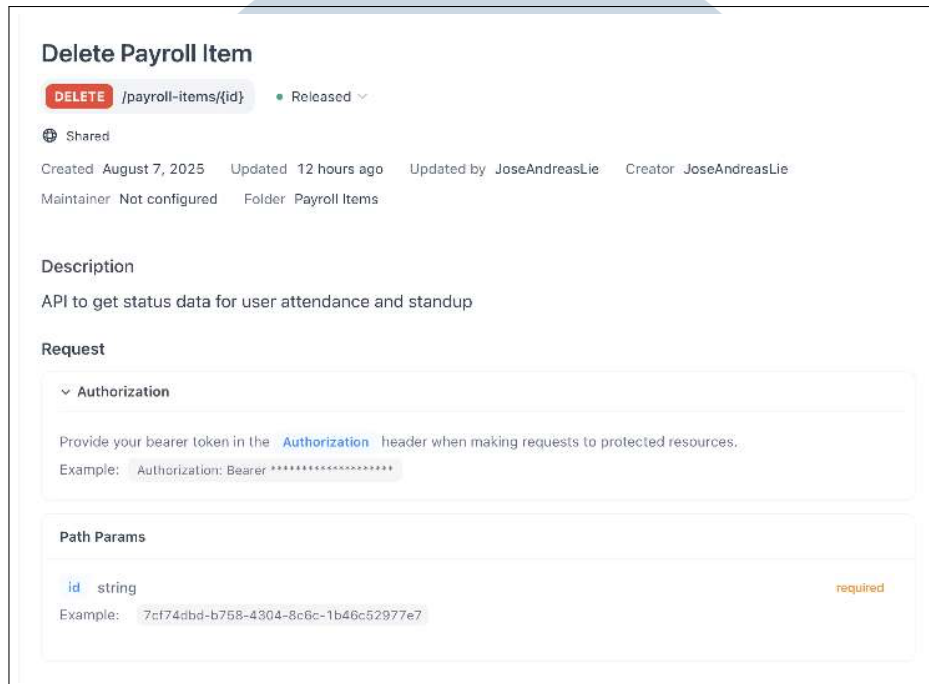 Delete Payroll Item
DELETE /payroll-items/{id} Released
Shared
Created August 7, 2025 Updated 12 hours ago Updated by JoseAndreasLie Creator JoseAndreasLie
Maintainer Not configured Folder Payroll Items
Description
API to get status data for user attendance and standup
Request
Authorization
Provide your bearer token in the Authorization header when making requests to protected resources.
Example: Authorization: Bearer ********************
Path Params
id string required
Example: 7cf74dbd-b758-4304-8c6c-1b46c52977e7